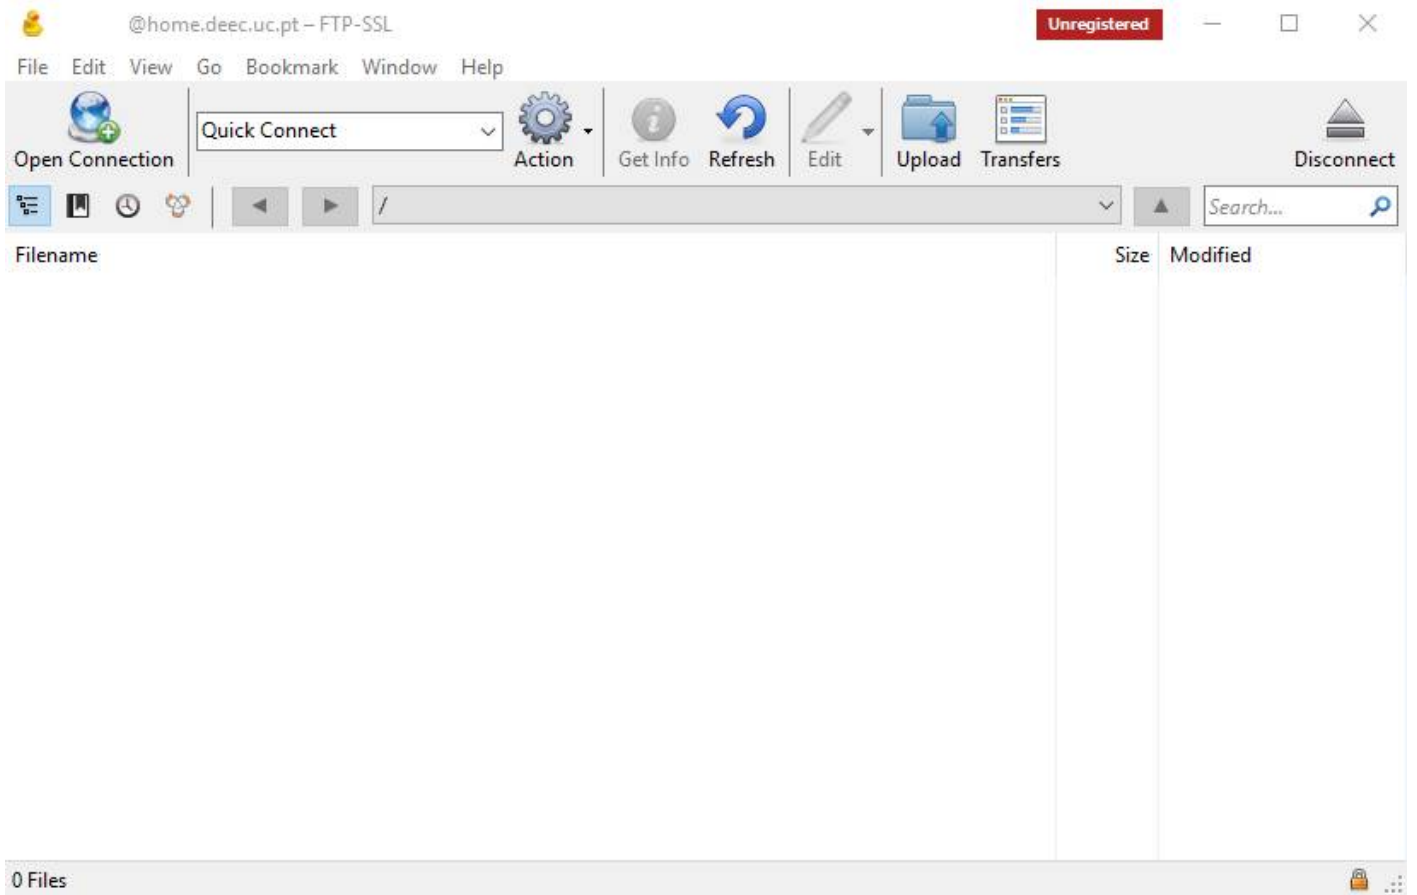 @home.deec.uc.pt – FTP-SSL Unregistered
File Edit View Go Bookmark Window Help
Open Connection Quick Connect Action Get Info Refresh Edit Upload Transfers Disconnect
/ Search...
Filename Size Modified
0 Files